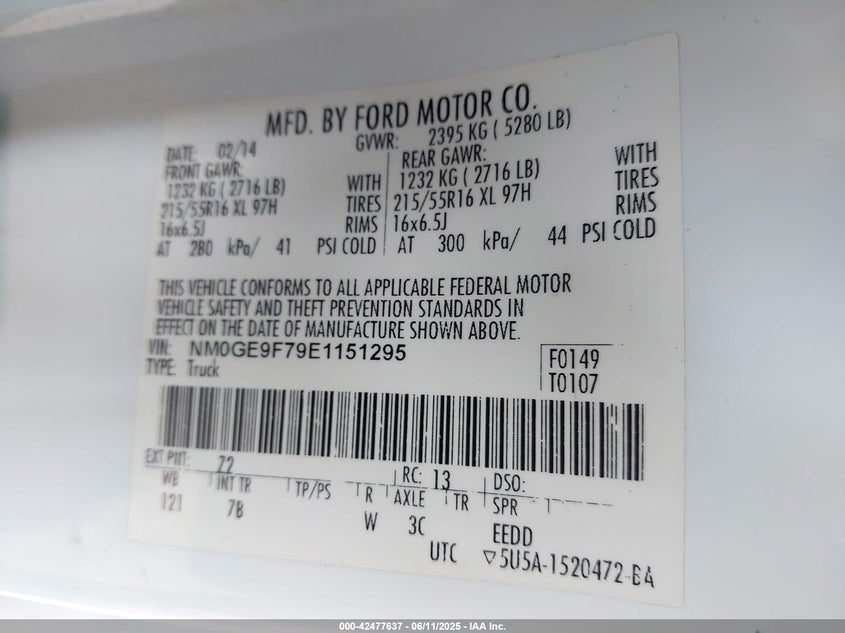 MFD. BY FORD MOTOR CO.
DATE: 02/14 GVWR: 2395 KG ( 5280 LB)
FRONT GAWR: REAR GAWR:
1232 KG ( 2716 LB) WITH 1232 KG ( 2716 LB) WITH
215/55R16 XL 97H TIRES 215/55R16 XL 97H TIRES
16x6.5J RIMS 16x6.5J RIMS
AT 280 kPa/ 41 PSI COLD AT 300 kPa/ 44 PSI COLD
THIS VEHICLE CONFORMS TO ALL APPLICABLE FEDERAL MOTOR
VEHICLE SAFETY AND THEFT PREVENTION STANDARDS IN
EFFECT ON THE DATE OF MANUFACTURE SHOWN ABOVE.
VIN: NM0GE9F79E1151295 F0149
TYPE: Truck T0107
EXT PNT: Z2 RC: 13 DSO:
WB INT TR TP/PS R AXLE TR SPR
121 7B W 3C EEDD
UTC ▽5U5A-1520472-BA
000-42477637 - 06/11/2025 - IAA Inc.